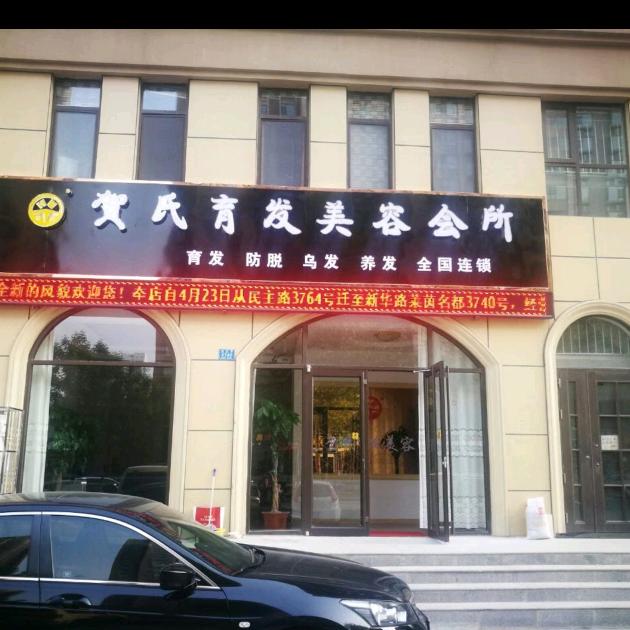 贺氏育发美容会所
育发 防脱 乌发 养发 全国连锁
全新的风貌欢迎您！本店自4月23日从民主路3764号迁至新华路莱茵名都3740号，
美容